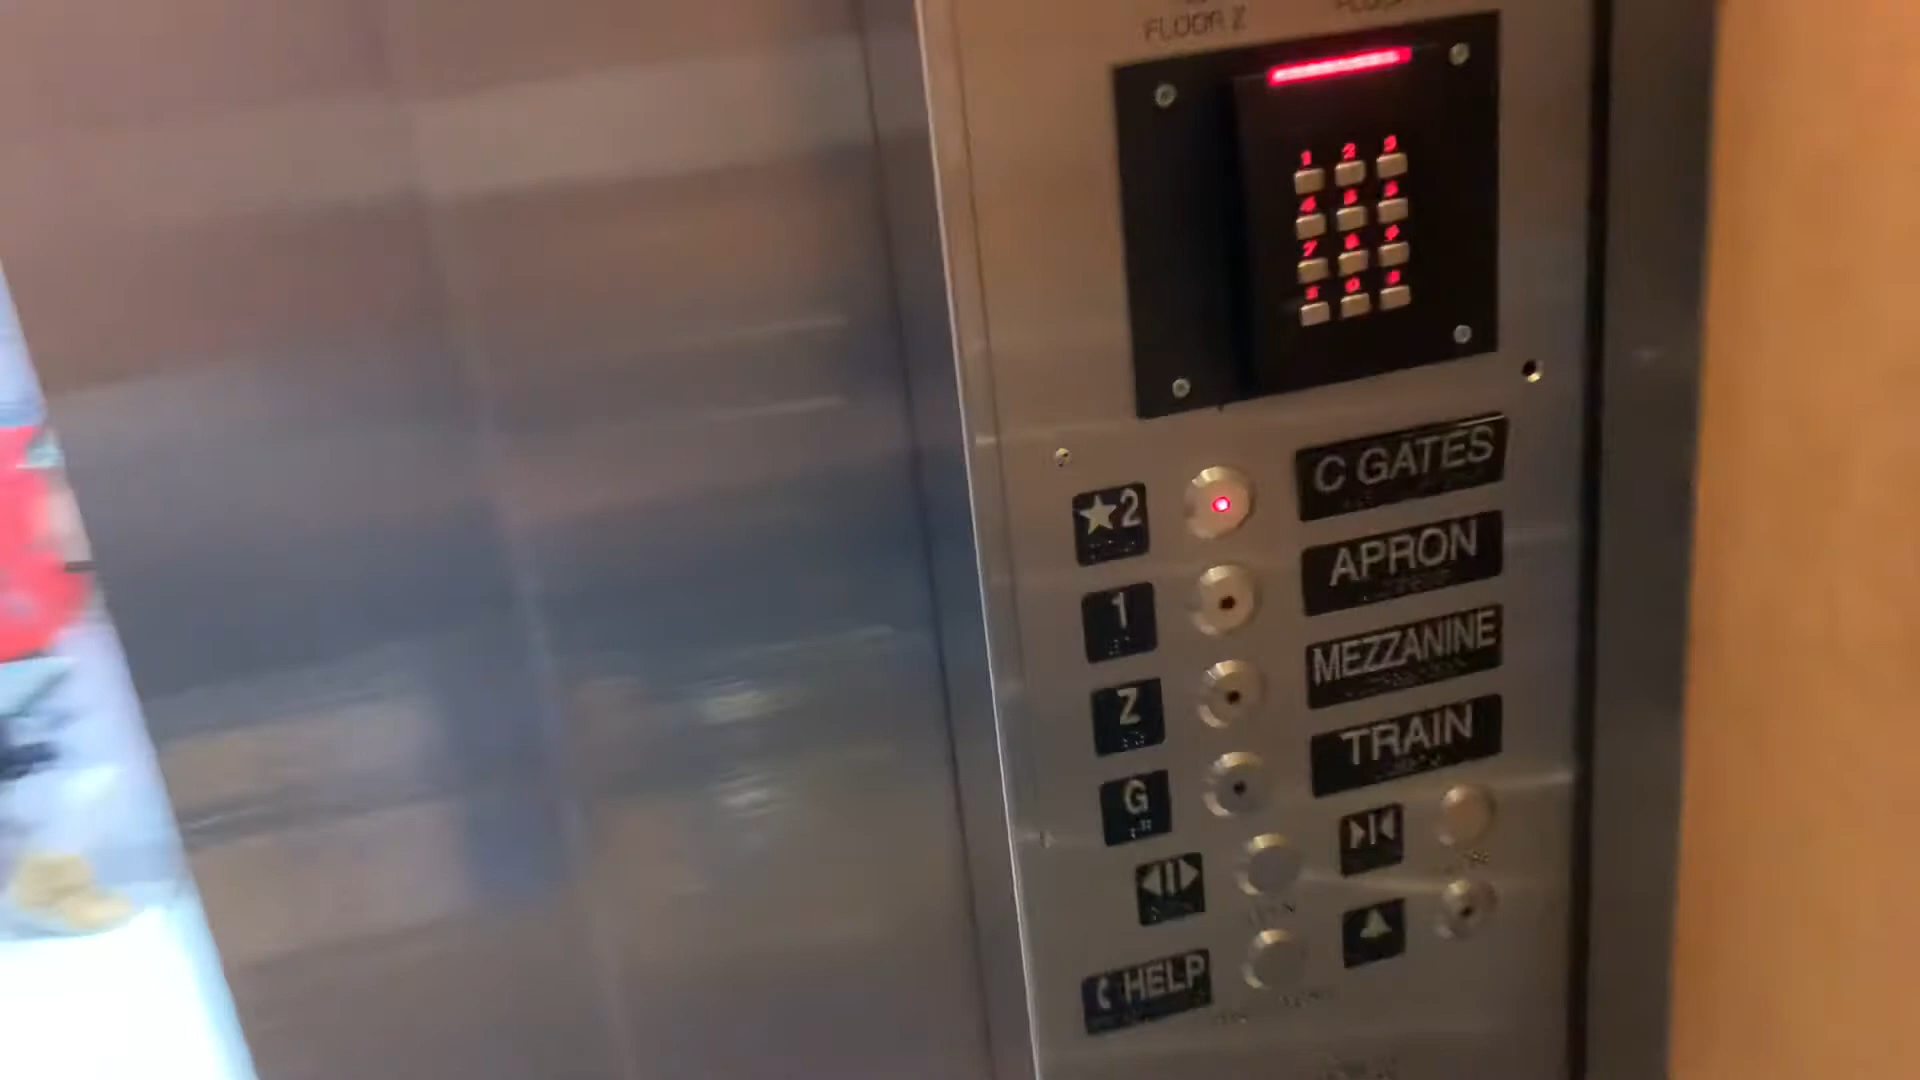 FLOOR Z
1 2 3
4 5 6
7 8 9
0
★2 C GATES
1 APRON
Z MEZZANINE
G TRAIN
HELP